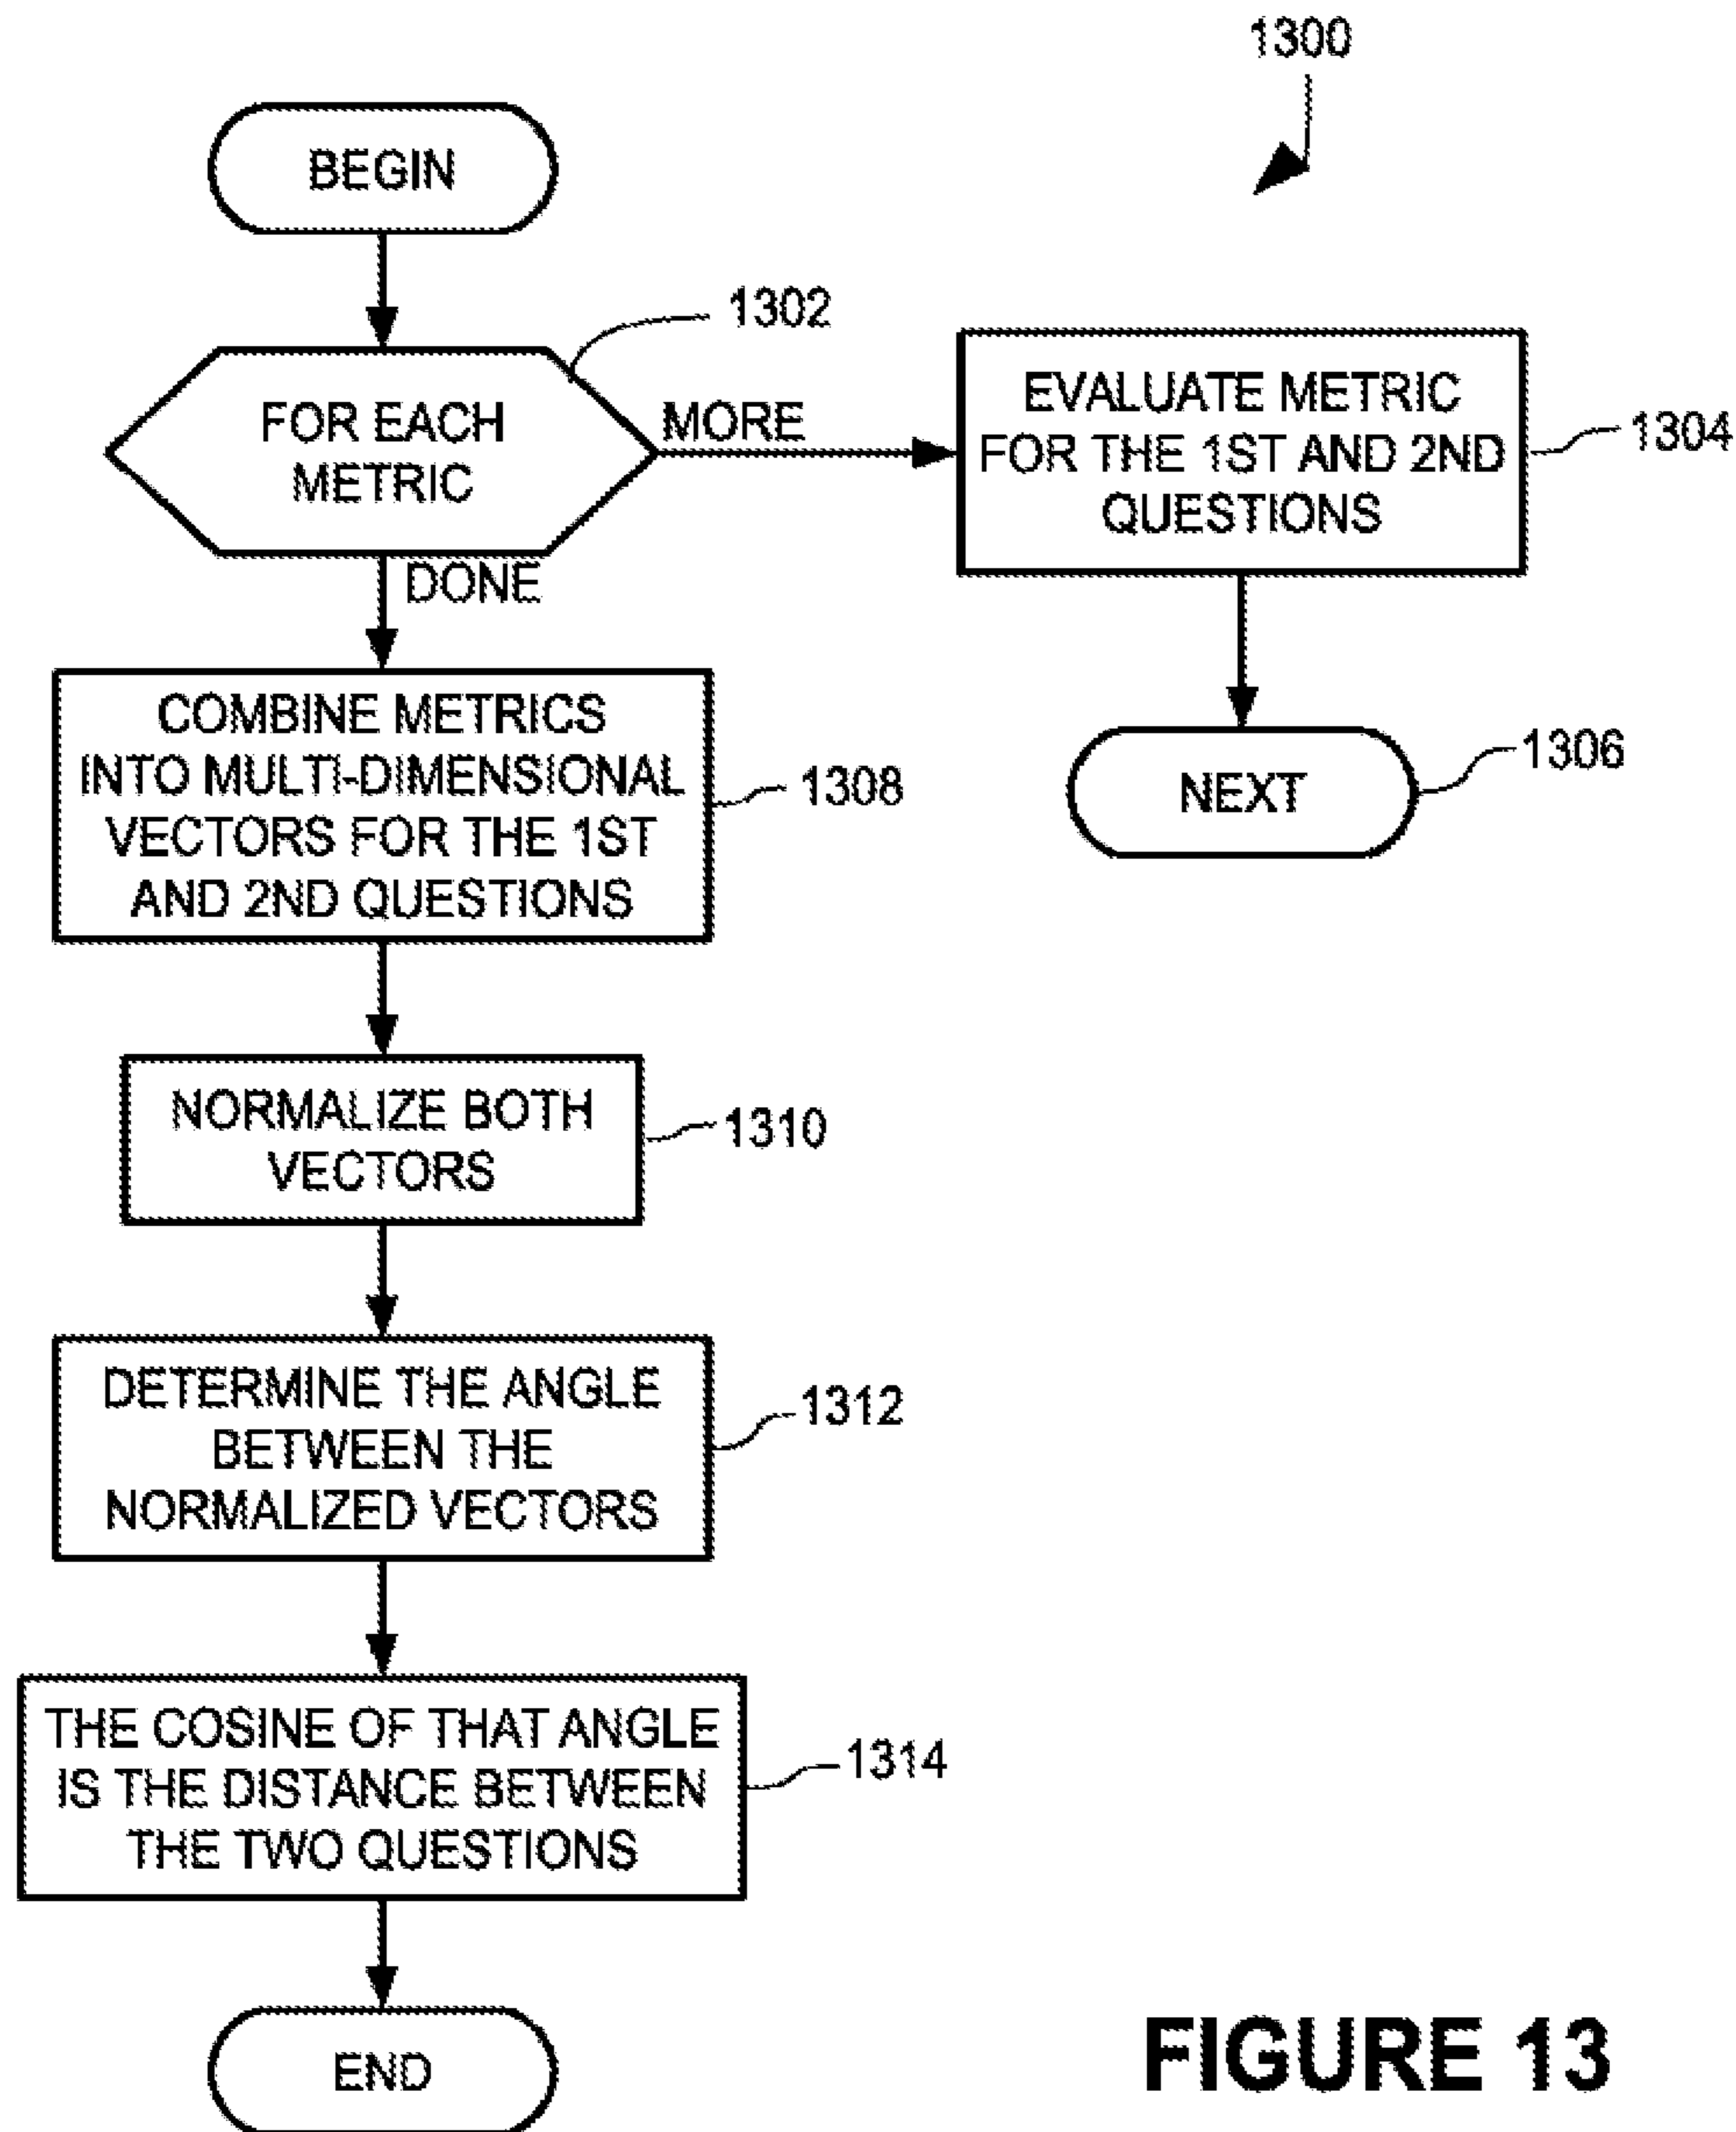 1300
BEGIN
1302
FOR EACH
METRIC
MORE
EVALUATE METRIC
FOR THE 1ST AND 2ND
QUESTIONS
1304
DONE
NEXT
1306
COMBINE METRICS
INTO MULTI-DIMENSIONAL
VECTORS FOR THE 1ST
AND 2ND QUESTIONS
1308
NORMALIZE BOTH
VECTORS
1310
DETERMINE THE ANGLE
BETWEEN THE
NORMALIZED VECTORS
1312
THE COSINE OF THAT ANGLE
IS THE DISTANCE BETWEEN
THE TWO QUESTIONS
1314
END
FIGURE 13